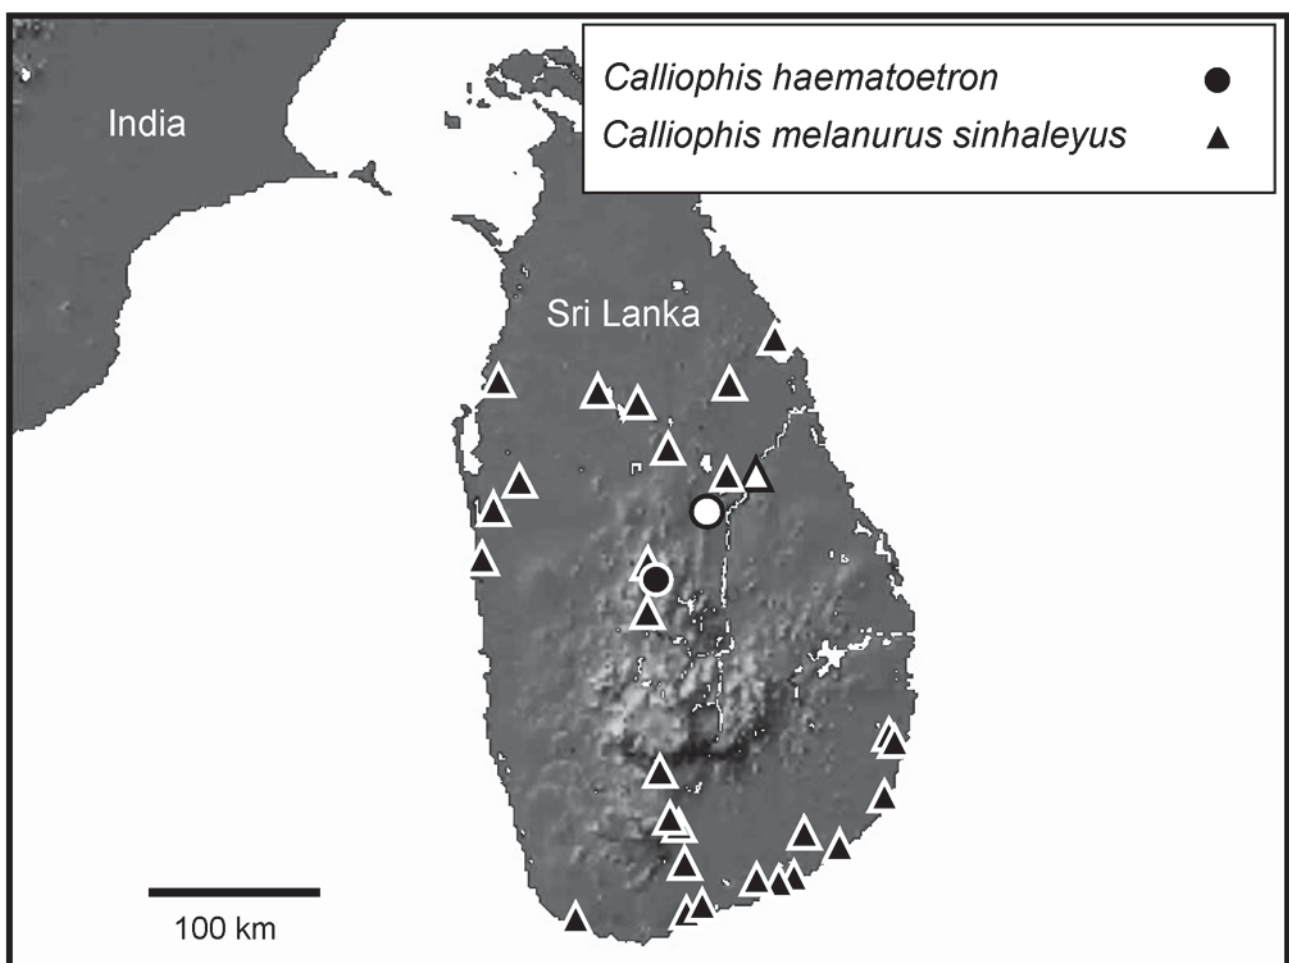 Calliophis haematoetron
Calliophis melanurus sinhaleyus
India
Sri Lanka
100 km